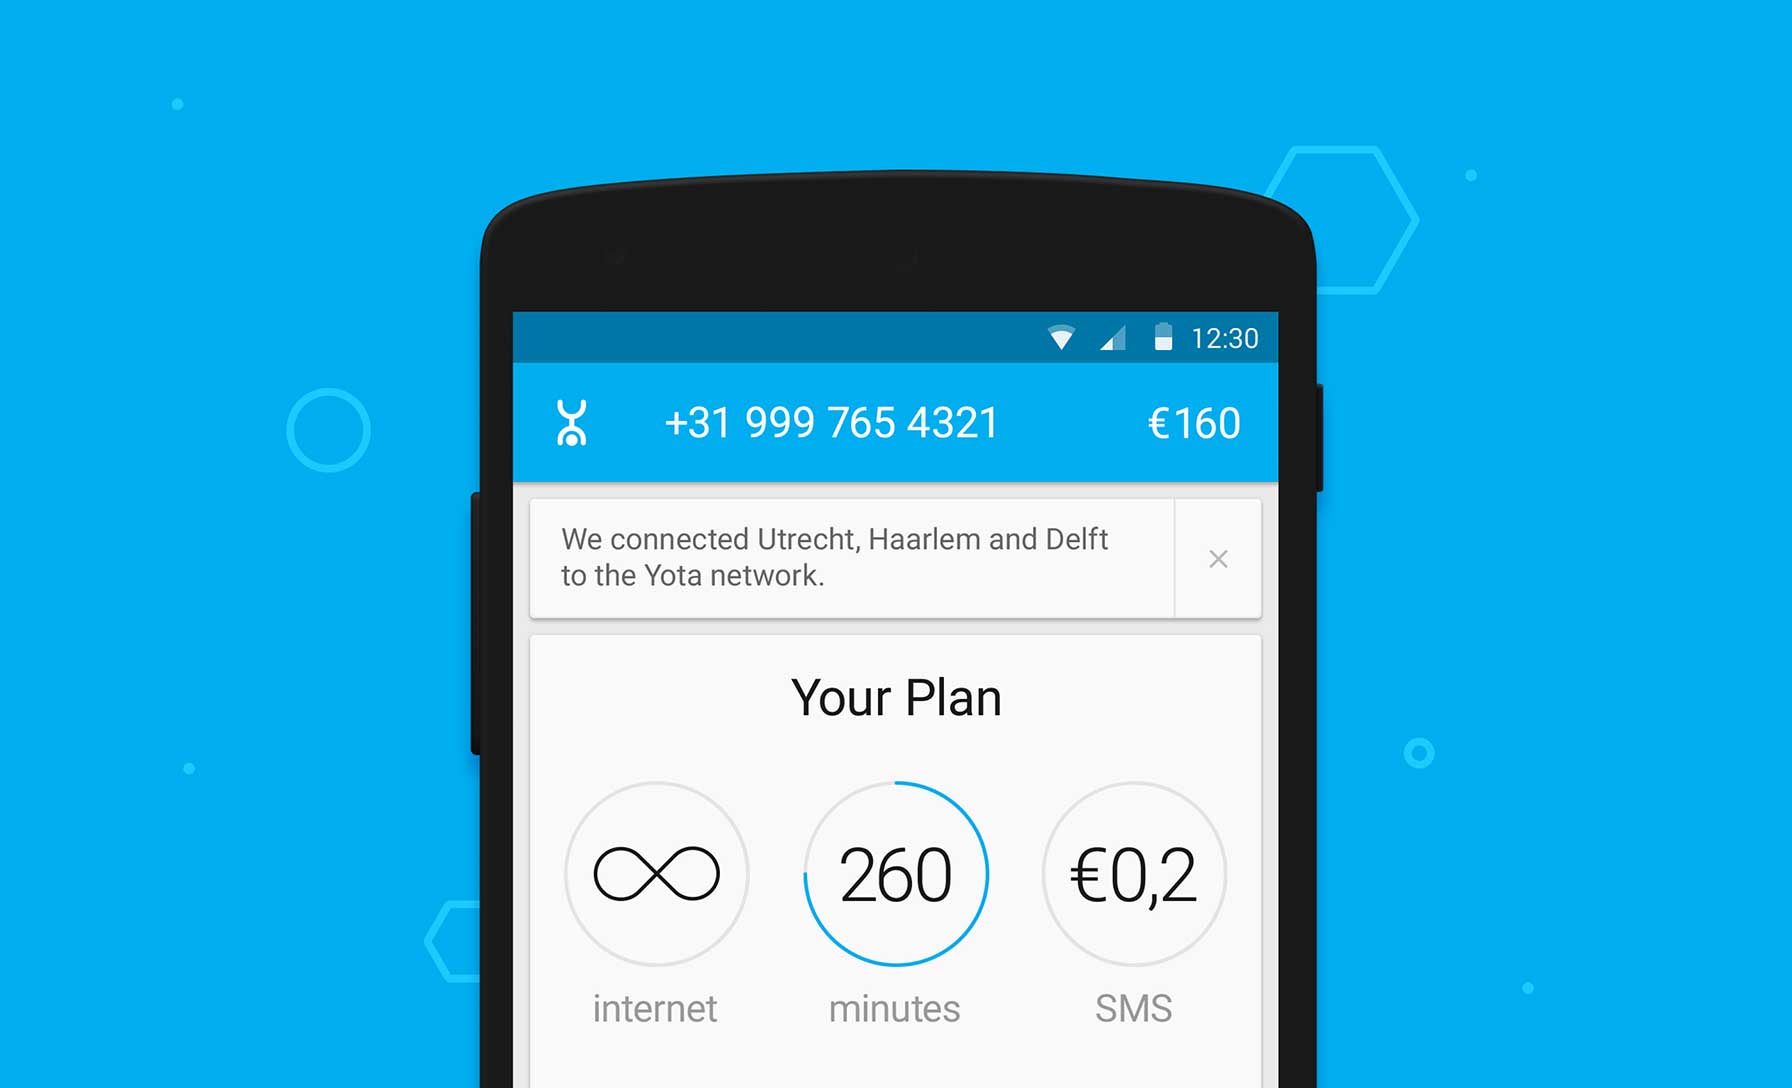 12:30
+31 999 765 4321 €160
We connected Utrecht, Haarlem and Delft
to the Yota network.
Your Plan
∞ 260 €0,2
internet minutes SMS